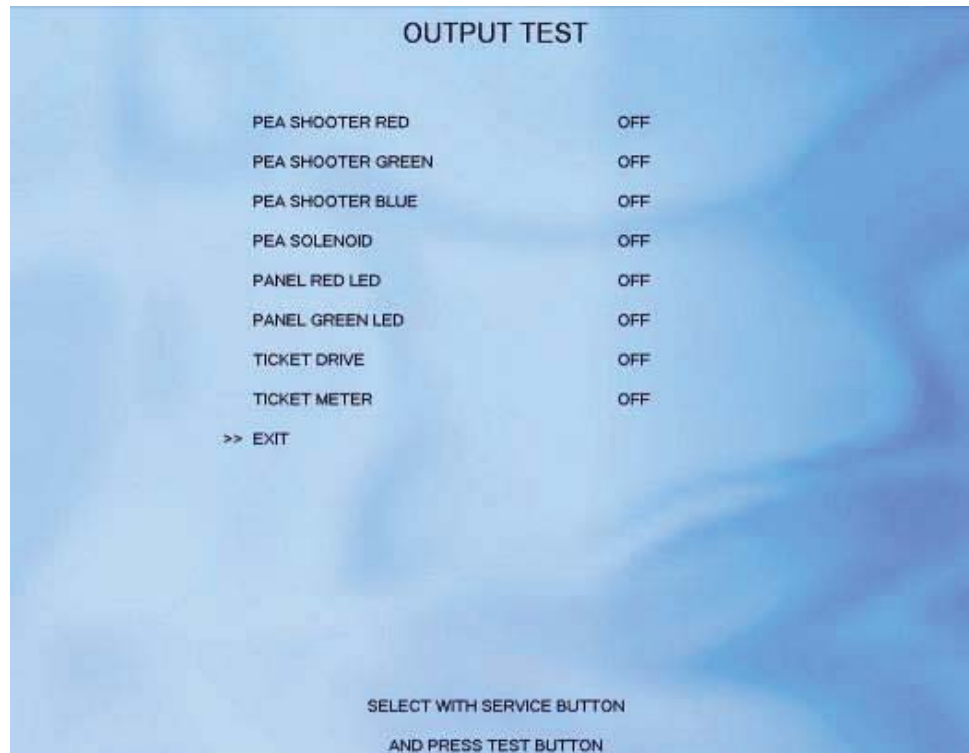 OUTPUT TEST
PEA SHOOTER RED OFF
PEA SHOOTER GREEN OFF
PEA SHOOTER BLUE OFF
PEA SOLENOID OFF
PANEL RED LED OFF
PANEL GREEN LED OFF
TICKET DRIVE OFF
TICKET METER OFF
>> EXIT
SELECT WITH SERVICE BUTTON
AND PRESS TEST BUTTON